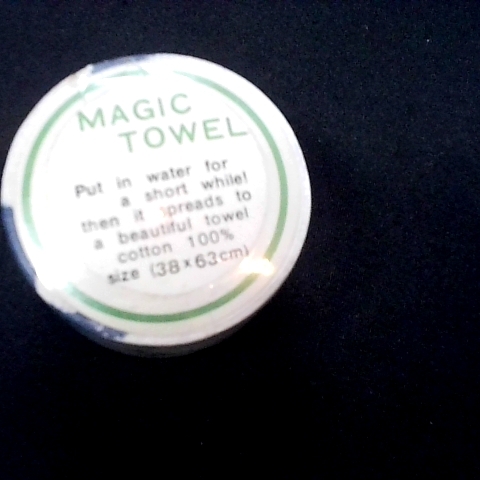 MAGIC
TOWEL
Put in water for
a short while!
then it spreads to
a beautiful towel
cotton 100%
size (38×63cm)